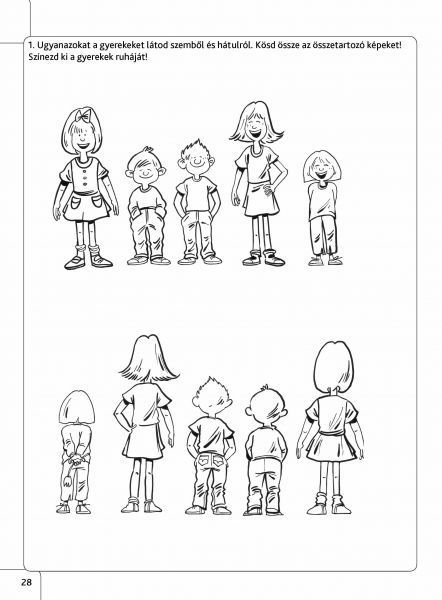 1. Ugyanazokat a gyerekeket látod szemből és hátulról. Kösd össze az összetartozó képeket!
Színezd ki a gyerekek ruháját!
28